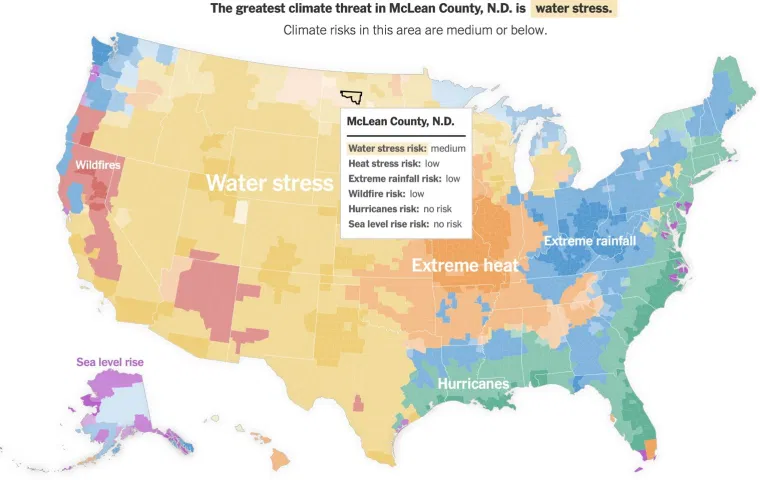 The greatest climate threat in McLean County, N.D. is water stress.
Climate risks in this area are medium or below.
McLean County, N.D.
Water stress risk: medium
Heat stress risk: low
Extreme rainfall risk: low
Wildfire risk: low
Hurricanes risk: no risk
Sea level rise risk: no risk
Wildfires
Water stress
Extreme rainfall
Extreme heat
Sea level rise
Hurricanes